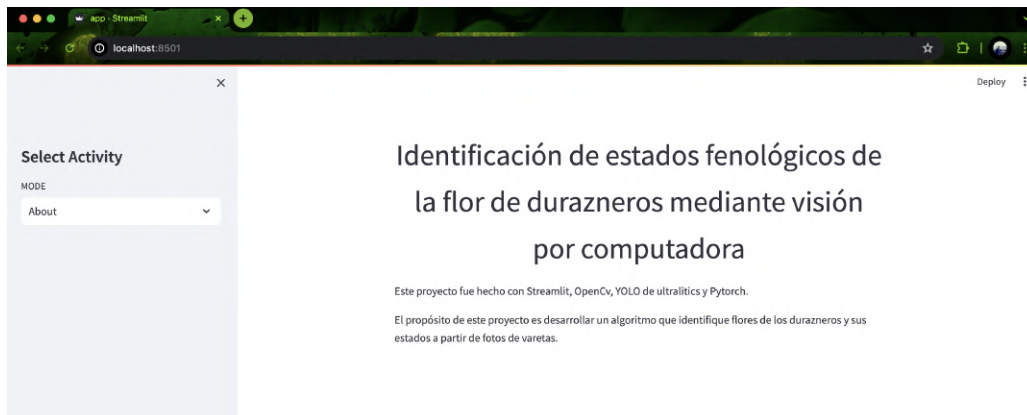 app · Streamlit
localhost:8501
Deploy
Select Activity
MODE
About
Identificación de estados fenológicos de
la flor de durazneros mediante visión
por computadora
Este proyecto fue hecho con Streamlit, OpenCv, YOLO de ultralitics y Pytorch.
El propósito de este proyecto es desarrollar un algoritmo que identifique flores de los durazneros y sus
estados a partir de fotos de varetas.